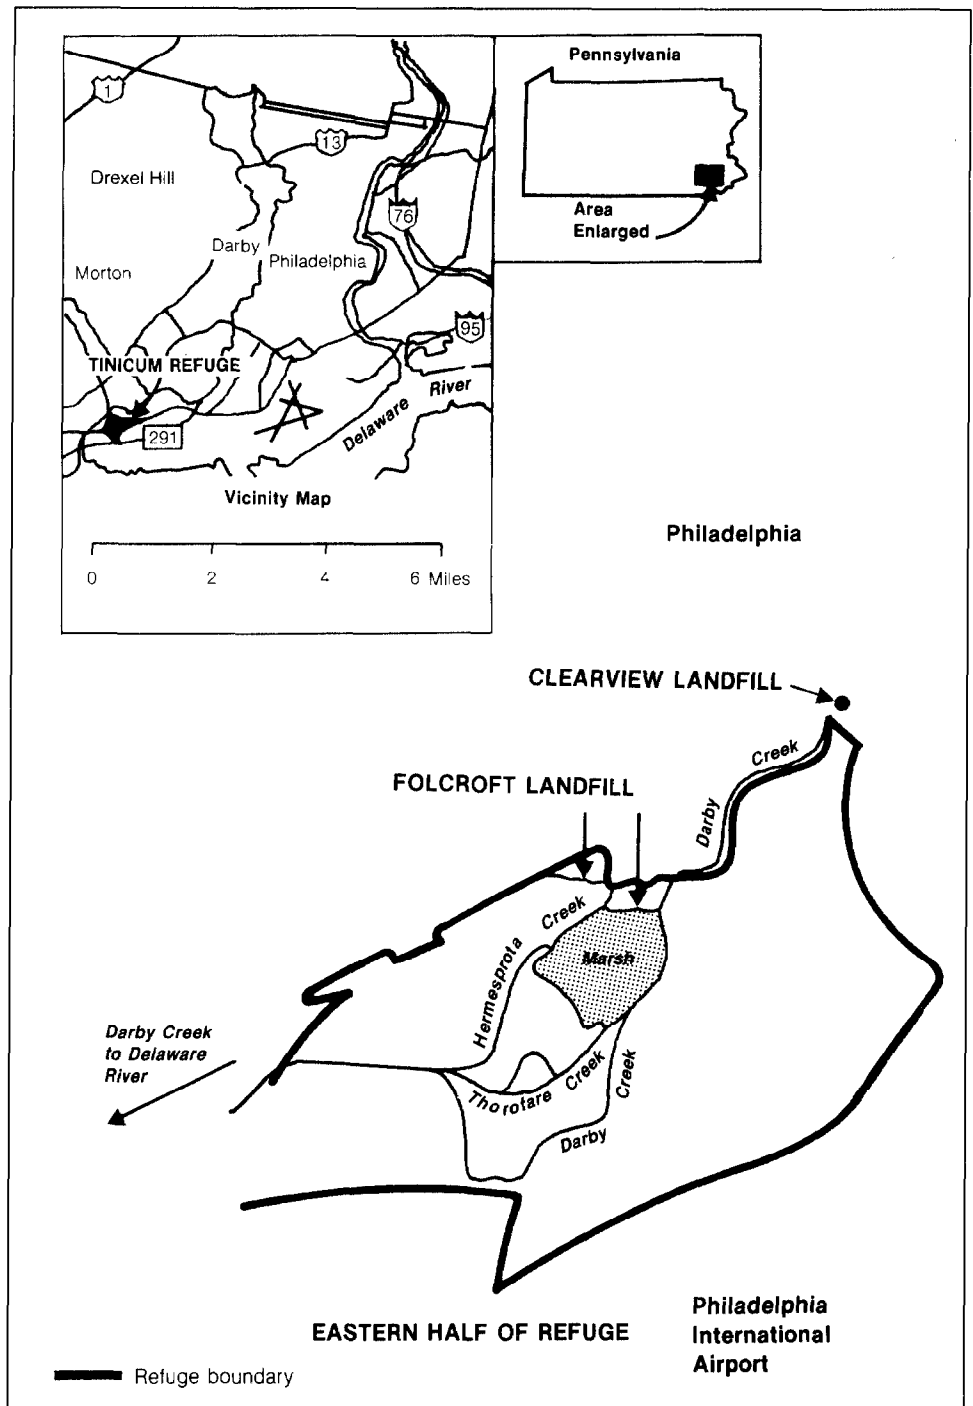 Pennsylvania
Area
Enlarged
1
13
Drexel Hill
76
Darby
Philadelphia
Morton
95
TINICUM REFUGE
River
Delaware
291
Vicinity Map
0 2 4 6 Miles
Philadelphia
CLEARVIEW LANDFILL
Creek
Darby
FOLCROFT LANDFILL
Creek
Hermesprota
Marsh
Darby Creek
to Delaware
River
Thorotare Creek
Creek
Darby
EASTERN HALF OF REFUGE
Philadelphia
International
Airport
Refuge boundary